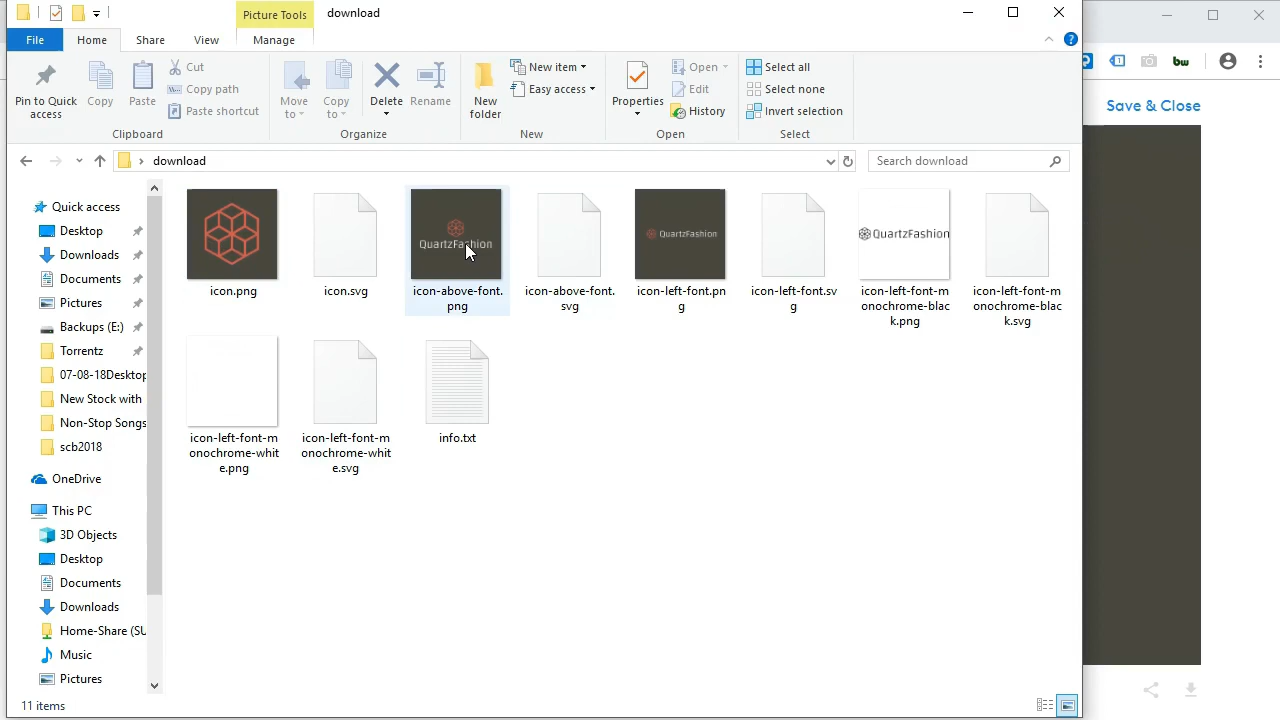 Picture Tools
download
File
Home
Share
View
Manage
Pin to Quick
access
Copy
Paste
Cut
Copy path
Paste shortcut
Clipboard
Move
to
Copy
to
Delete
Rename
Organize
New
folder
New item
Easy access
New
Properties
Open
Edit
History
Open
Select all
Select none
Invert selection
Select
download
Search download
bw
Save & Close
Quick access
Desktop
Downloads
Documents
Pictures
Backups (E:)
Torrentz
07-08-18Desktop
New Stock with
Non-Stop Songs
scb2018
OneDrive
This PC
3D Objects
Desktop
Documents
Downloads
Home-Share (SU
Music
Pictures
QuartzFashion
QuartzFashion
QuartzFashion
icon.png
icon.svg
icon-above-font.
png
icon-above-font.
svg
icon-left-font.pn
g
icon-left-font.sv
g
icon-left-font-m
onochrome-blac
k.png
icon-left-font-m
onochrome-blac
k.svg
icon-left-font-m
onochrome-whit
e.png
icon-left-font-m
onochrome-whit
e.svg
info.txt
11 items